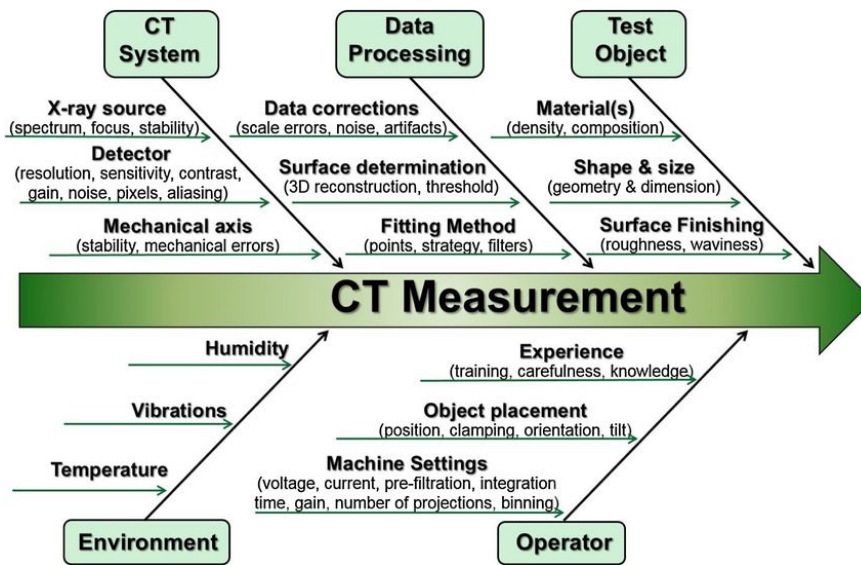 CT
System
Data
Processing
Test
Object
X-ray source
(spectrum, focus, stability)
Detector
(resolution, sensitivity, contrast,
gain, noise, pixels, aliasing)
Mechanical axis
(stability, mechanical errors)
Data corrections
(scale errors, noise, artifacts)
Surface determination
(3D reconstruction, threshold)
Fitting Method
(points, strategy, filters)
Material(s)
(density, composition)
Shape & size
(geometry & dimension)
Surface Finishing
(roughness, waviness)
CT Measurement
Humidity
Vibrations
Temperature
Environment
Experience
(training, carefulness, knowledge)
Object placement
(position, clamping, orientation, tilt)
Machine Settings
(voltage, current, pre-filtration, integration
time, gain, number of projections, binning)
Operator